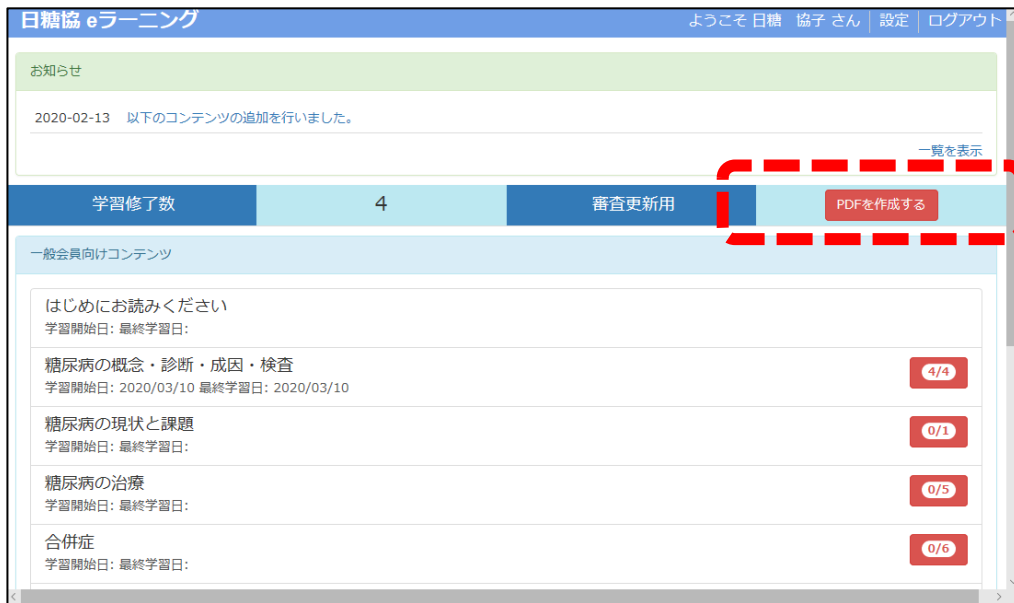 日糖協 eラーニング
ようこそ 日糖 協子 さん 設定 ログアウト
お知らせ
2020-02-13 以下のコンテンツの追加を行いました。
一覧を表示
学習修了数 4 審査更新用 PDFを作成する
一般会員向けコンテンツ
はじめにお読みください
学習開始日: 最終学習日:
糖尿病の概念・診断・成因・検査
4/4
学習開始日: 2020/03/10 最終学習日: 2020/03/10
糖尿病の現状と課題
0/1
学習開始日: 最終学習日:
糖尿病の治療
0/5
学習開始日: 最終学習日:
合併症
0/6
学習開始日: 最終学習日: